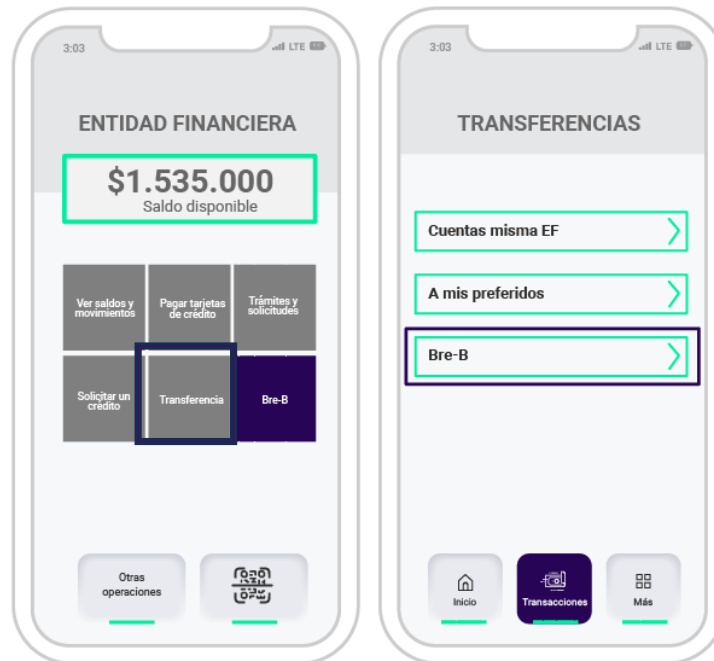 3:03
LTE
ENTIDAD FINANCIERA
$1.535.000
Saldo disponible
Ver saldos y
movimientos
Pagar tarjetas
de crédito
Trámites y
solicitudes
Solicitar un
crédito
Transferencia
Bre-B
Otras
operaciones
3:03
LTE
TRANSFERENCIAS
Cuentas misma EF
A mis preferidos
Bre-B
Inicio
Transacciones
Más